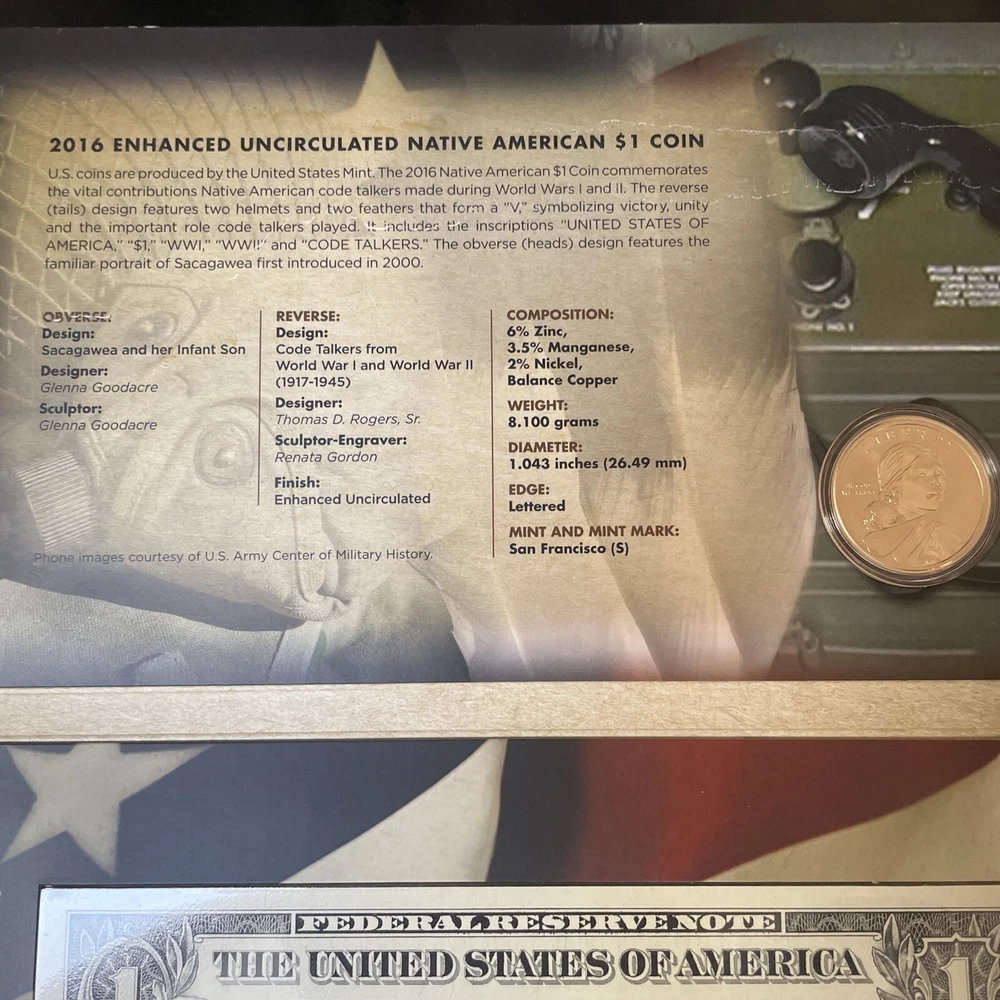 2016 ENHANCED UNCIRCULATED NATIVE AMERICAN $1 COIN
U.S. coins are produced by the United States Mint. The 2016 Native American $1 Coin commemorates
the vital contributions Native American code talkers made during World Wars I and II. The reverse
(tails) design features two helmets and two feathers that form a “V,” symbolizing victory, unity
and the important role code talkers played. It includes the inscriptions “UNITED STATES OF
AMERICA,” “$1,” “WWI,” “WWII” and “CODE TALKERS.” The obverse (heads) design features the
familiar portrait of Sacagawea first introduced in 2000.
OBVERSE:
Design:
Sacagawea and her Infant Son
Designer:
Glenna Goodacre
Sculptor:
Glenna Goodacre
REVERSE:
Design:
Code Talkers from
World War I and World War II
(1917-1945)
Designer:
Thomas D. Rogers, Sr.
Sculptor-Engraver:
Renata Gordon
Finish:
Enhanced Uncirculated
COMPOSITION:
6% Zinc,
3.5% Manganese,
2% Nickel,
Balance Copper
WEIGHT:
8.100 grams
DIAMETER:
1.043 inches (26.49 mm)
EDGE:
Lettered
MINT AND MINT MARK:
San Francisco (S)
Phone images courtesy of U.S. Army Center of Military History.
LIBERTY
IN GOD
WE TRUST
FEDERAL RESERVE NOTE
THE UNITED STATES OF AMERICA
1
1